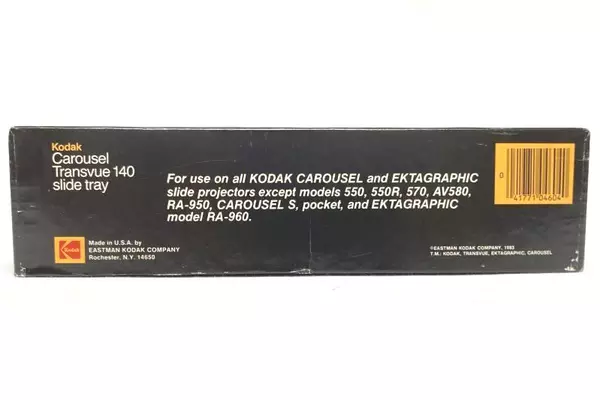 Kodak
Carousel
Transvue 140
slide tray
For use on all KODAK CAROUSEL and EKTAGRAPHIC
slide projectors except models 550, 550R, 570, AV580,
RA-950, CAROUSEL S, pocket, and EKTAGRAPHIC
model RA-960.
0
41771 04604
Kodak
Made in U.S.A. by
EASTMAN KODAK COMPANY
Rochester, N.Y. 14650
©EASTMAN KODAK COMPANY, 1982
T.M.: KODAK, TRANSVUE, EKTAGRAPHIC, CAROUSEL